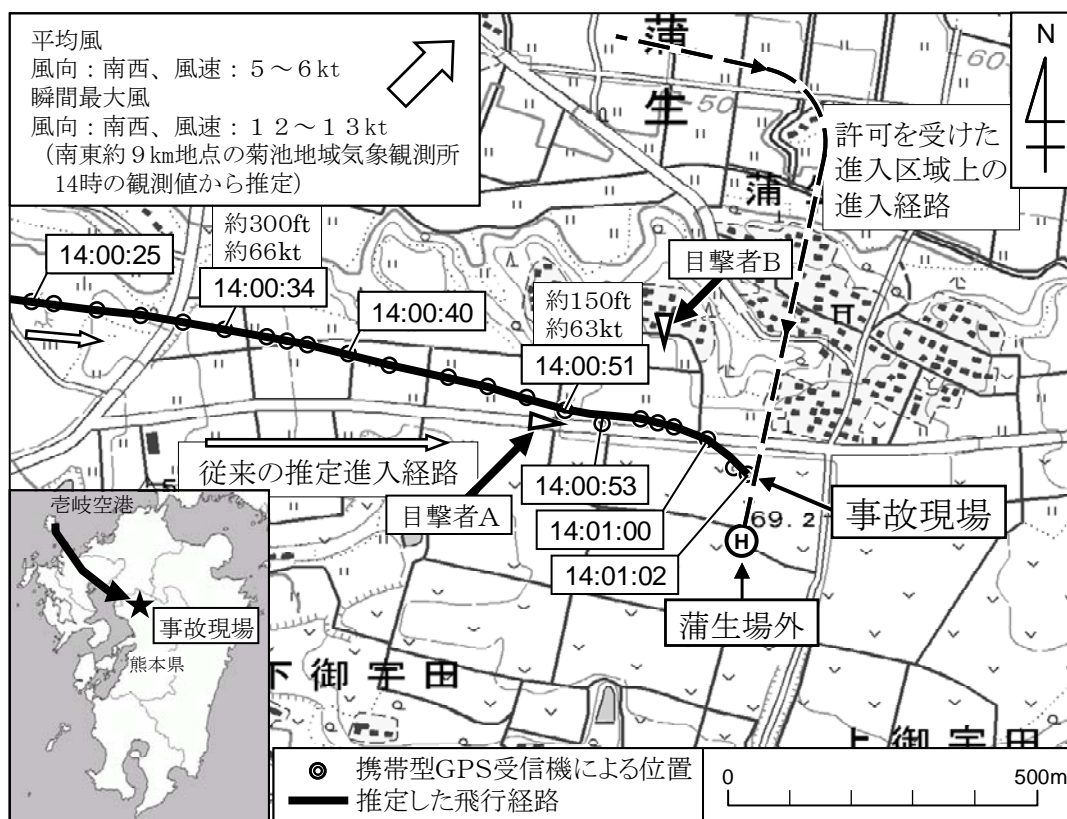 平均風
風向：南西、風速：５～６kt
瞬間最大風
風向：南西、風速：１２～１３kt
（南東約９㎞地点の菊池地域気象観測所
14時の観測値から推定）
N
蒲
生
50
60
許可を受けた
進入区域上の
進入経路
蒲
約300ft
約66kt
14:00:25
14:00:34
目撃者B
14:00:40
約150ft
約63kt
14:00:51
従来の推定進入経路
目撃者A
14:00:53
14:01:00
14:01:02
69.2
事故現場
H
蒲生場外
壱岐空港
事故現場
熊本県
下御宇田
上御宇田
携帯型GPS受信機による位置
推定した飛行経路
0
500m